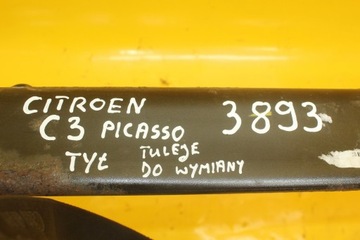 CITROEN
C3 PICASSO 3893
TYŁ TULEJE
DO WYMIANY